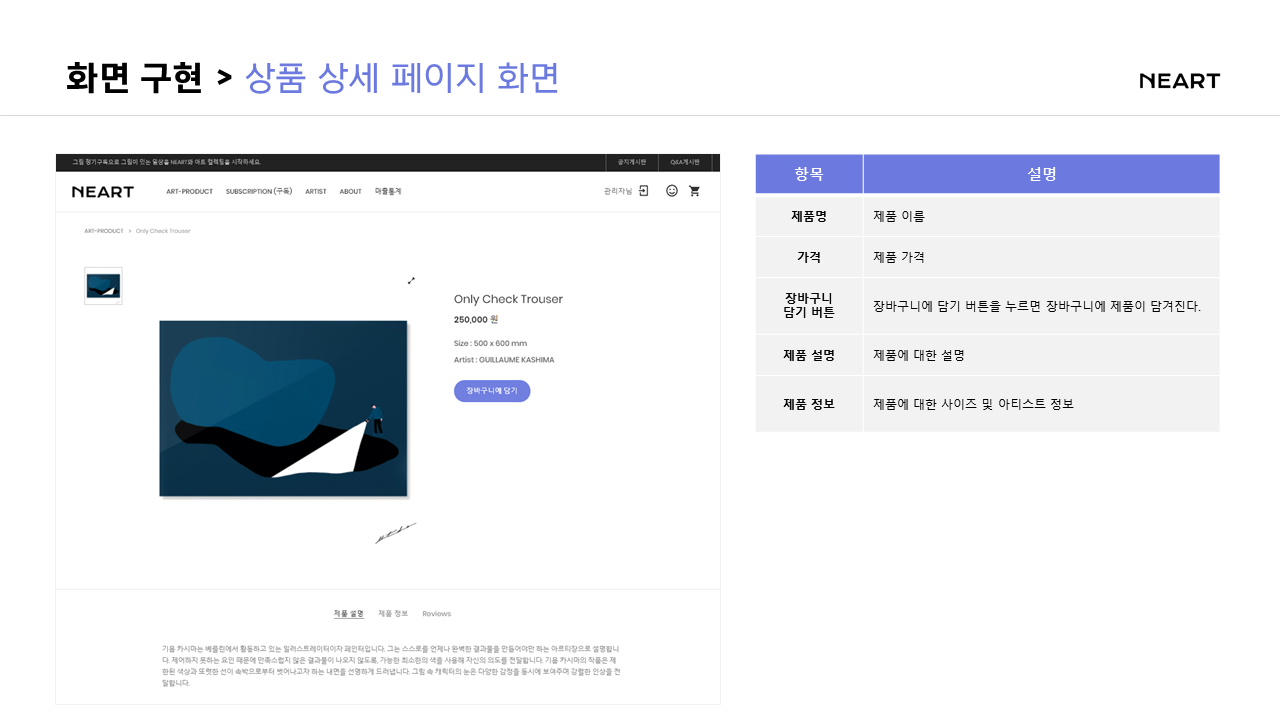 화면 구현 > 상품 상세 페이지 화면
NEART
그림 정기구독으로 그림이 있는 일상을 NEART와 아트 컬렉팅을 시작하세요.
공지게시판
Q&A게시판
NEART
ART-PRODUCT
SUBSCRIPTION (구독)
ARTIST
ABOUT
매출통계
관리자님
ART-PRODUCT > Only Check Trouser
Only Check Trouser
250,000 원
Size : 500 x 600 mm
Artist : GUILLAUME KASHIMA
장바구니에 담기
제품 설명
제품 정보
Reviews
기욤 카시마는 베를린에서 활동하고 있는 일러스트레이터이자 페인터입니다. 그는 스스로를 언제나 완벽한 결과물을 만들어야만 하는 아티장으로 설명합니
다. 제어하지 못하는 요인 때문에 만족스럽지 않은 결과물이 나오지 않도록, 가능한 최소한의 색을 사용해 자신의 의도를 전달합니다. 기욤 카시마의 작품은 제
한된 색상과 또렷한 선이 속박으로부터 벗어나고자 하는 내면을 선명하게 드러냅니다. 그림 속 캐릭터의 눈은 다양한 감정을 동시에 보여주며 강렬한 인상을 전
달합니다.
항목
설명
제품명
제품 이름
가격
제품 가격
장바구니
담기 버튼
장바구니에 담기 버튼을 누르면 장바구니에 제품이 담겨진다.
제품 설명
제품에 대한 설명
제품 정보
제품에 대한 사이즈 및 아티스트 정보